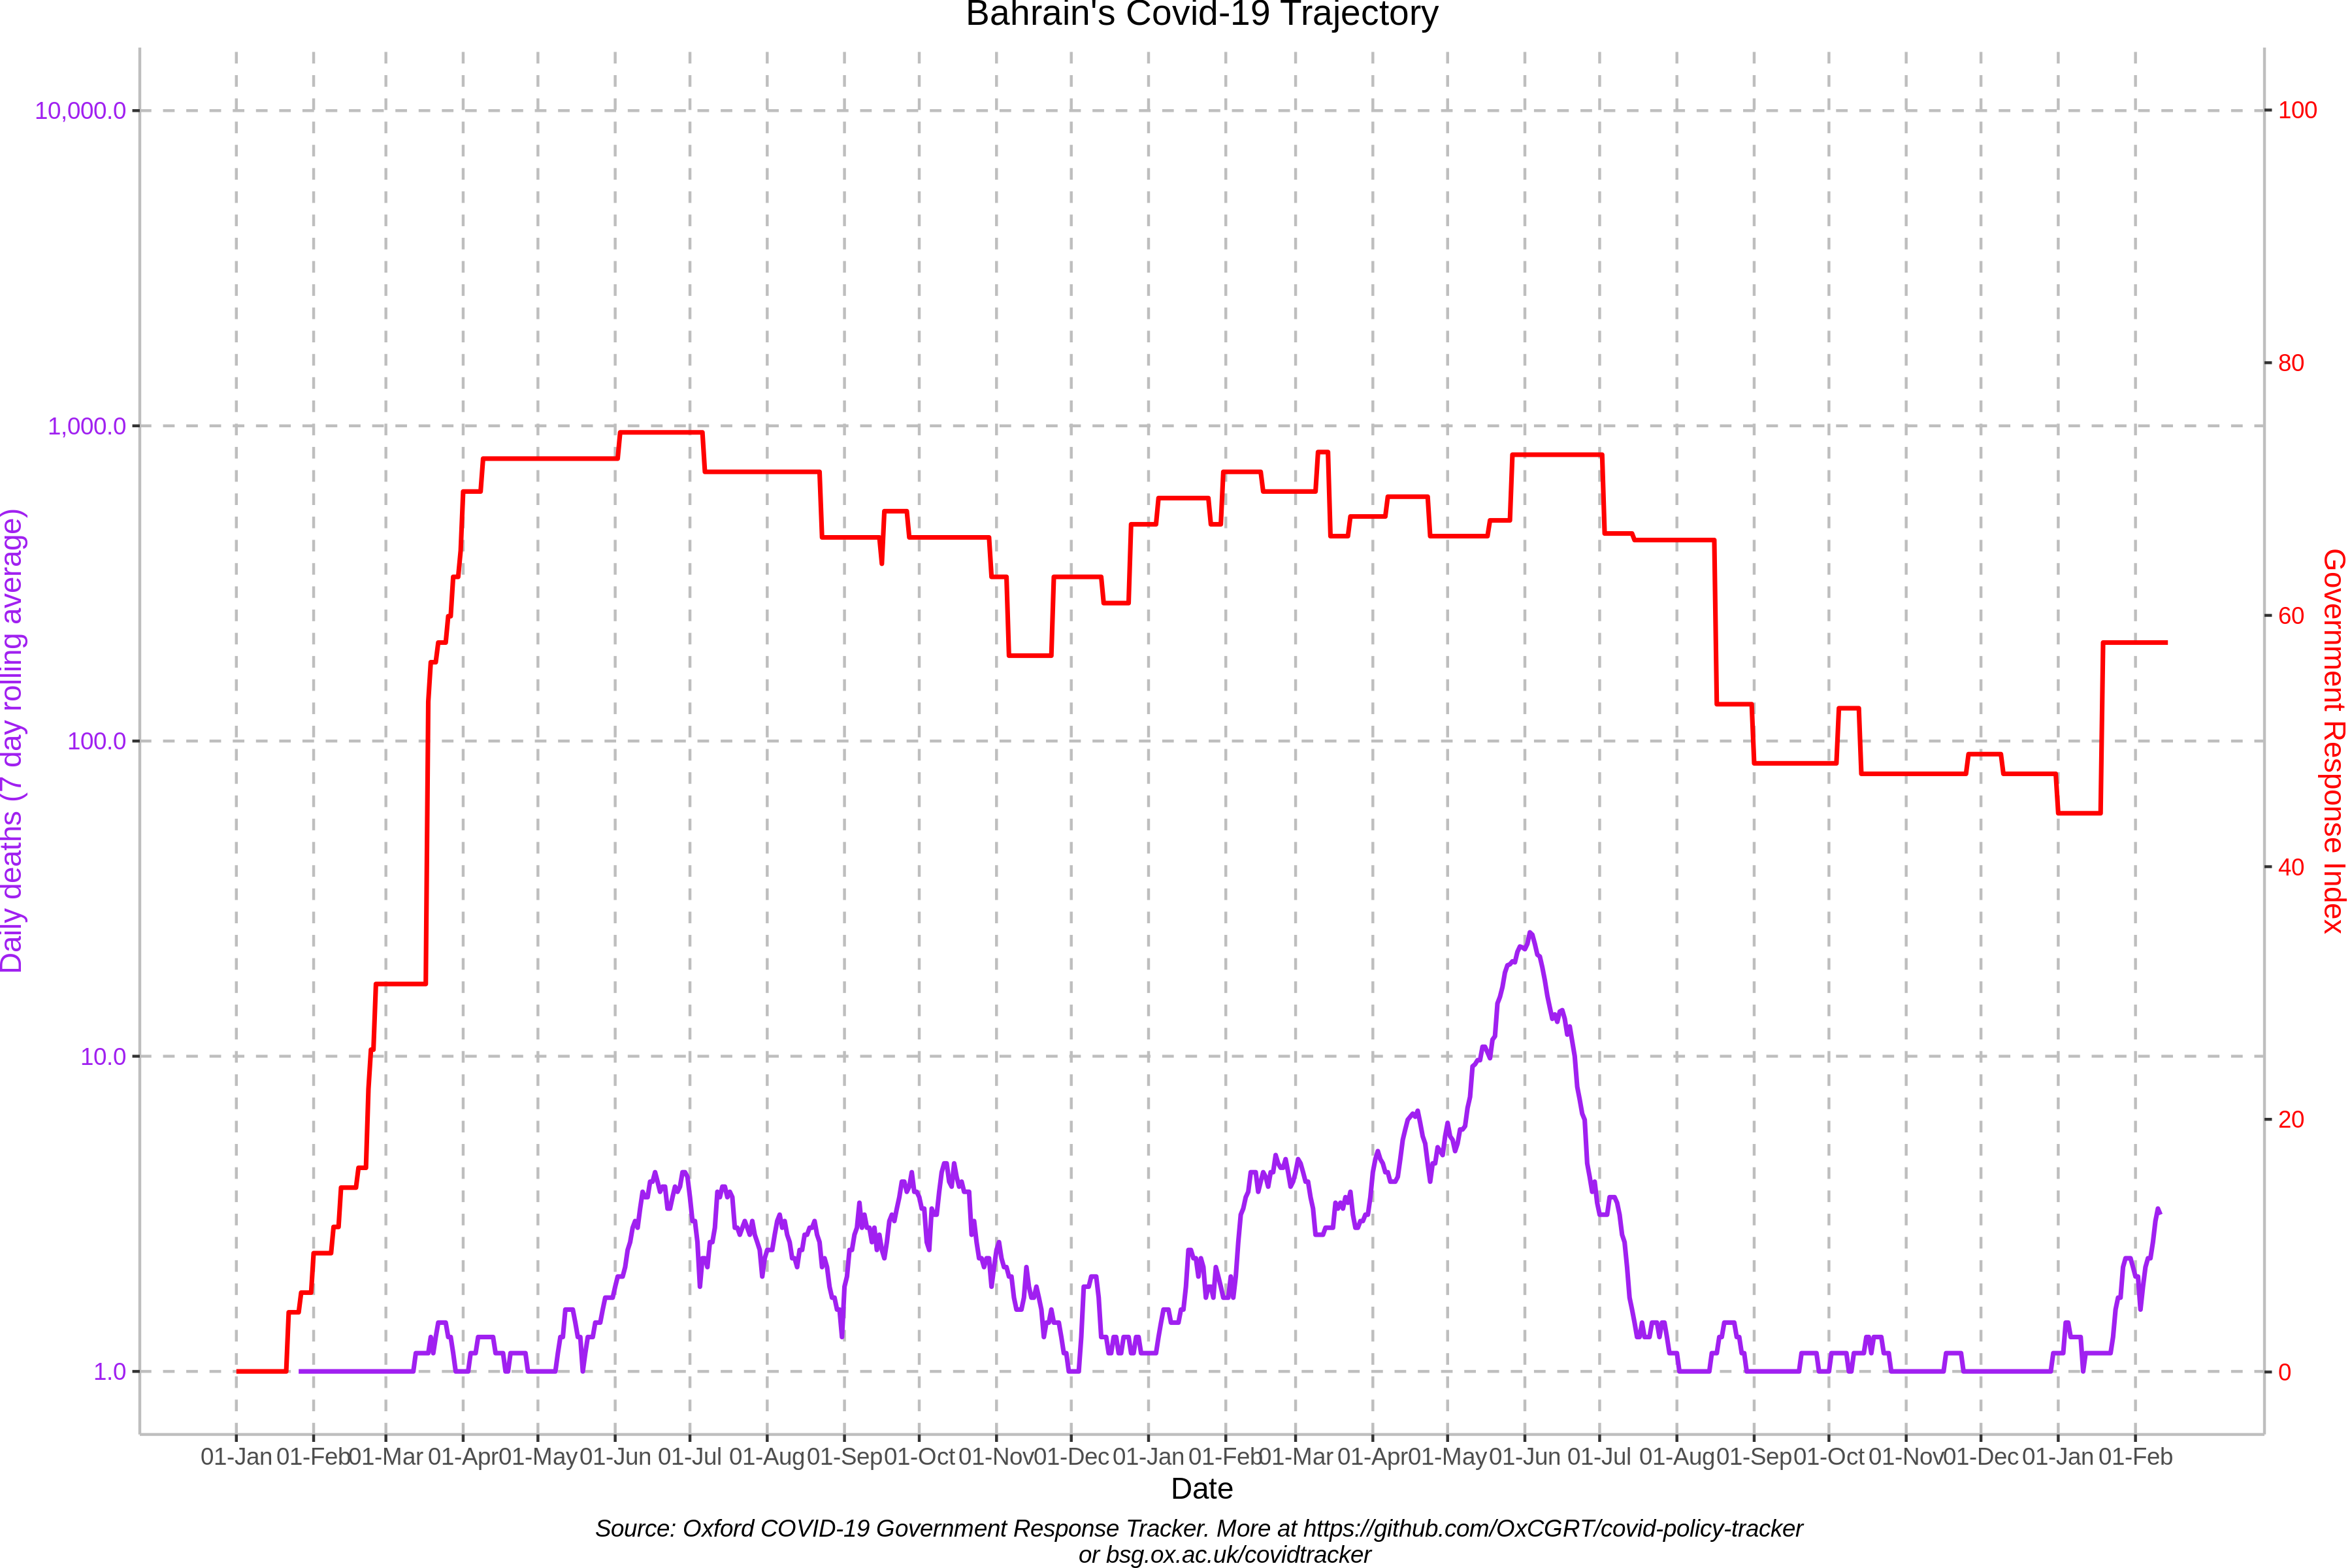 Bahrain's Covid-19 Trajectory
10,000.0
1,000.0
100.0
10.0
1.0
Daily deaths (7 day rolling average)
100
80
60
40
20
0
Government Response Index
01-Jan 01-Feb 01-Mar 01-Apr 01-May 01-Jun 01-Jul 01-Aug 01-Sep 01-Oct 01-Nov 01-Dec 01-Jan 01-Feb 01-Mar 01-Apr 01-May 01-Jun 01-Jul 01-Aug 01-Sep 01-Oct 01-Nov 01-Dec 01-Jan 01-Feb
Date
Source: Oxford COVID-19 Government Response Tracker. More at https://github.com/OxCGRT/covid-policy-tracker
or bsg.ox.ac.uk/covidtracker